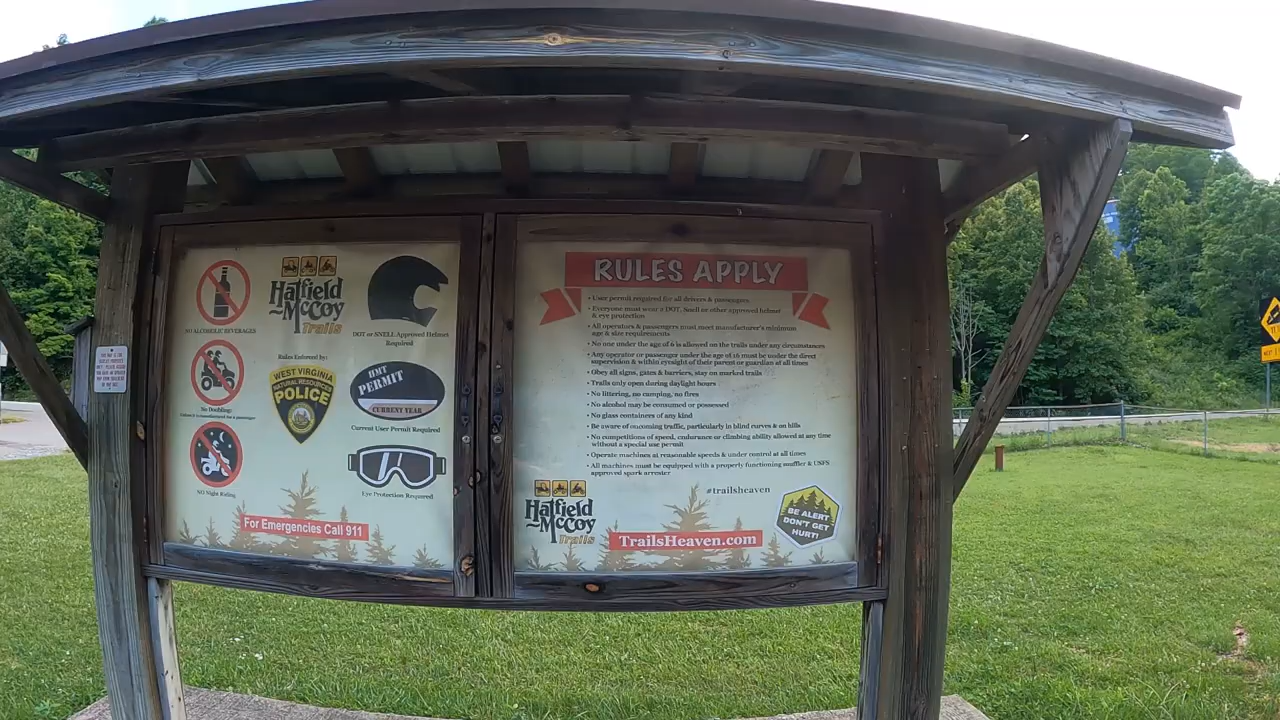 NO ALCOHOLIC BEVERAGES
Hatfield
McCoy
Trails
DOT or SNELL Approved Helmet
Required
No Doubling:
Rules Enforced by:
WEST VIRGINIA
NATURAL RESOURCES
POLICE
HMT
PERMIT
CURRENT YEAR
Current User Permit Required
NO Night Riding
Eye Protection Required
For Emergencies Call 911
RULES APPLY
• User permit required for all drivers & passengers
• Everyone must wear a DOT, Snell or other approved helmet
& eye protection
• All operators & passengers must meet manufacturer's minimum
age & size requirements
• No one under the age of 6 is allowed on the trails under any circumstances
• Any operator or passenger under the age of 16 must be under the direct
supervision & within eyesight of their parent or guardian at all times
• Obey all signs, gates & barriers, stay on marked trails
• Trails only open during daylight hours
• No littering, no camping, no fires
• No alcohol may be consumed or possessed
• No glass containers of any kind
• Be aware of oncoming traffic, particularly in blind curves & on hills
• No competitions of speed, endurance or climbing ability allowed at any time
without a special use permit
• Operate machines at reasonable speeds & under control at all times
• All machines must be equipped with a properly functioning muffler & USFS
approved spark arrester
Hatfield
McCoy
Trails
#trailsheaven
TrailsHeaven.com
BE ALERT
DON'T GET
HURT!